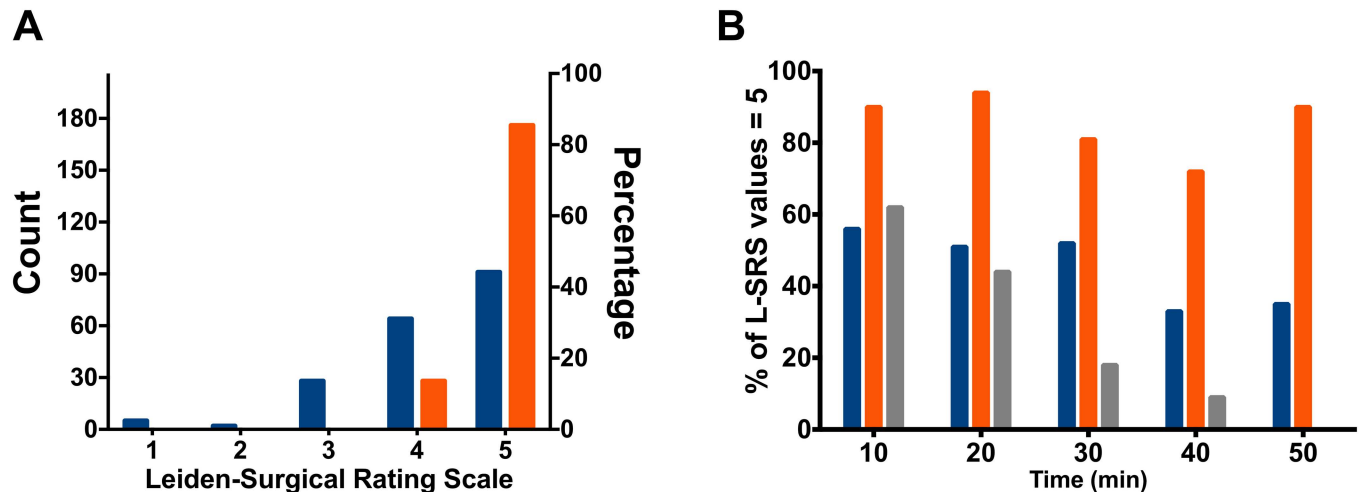 A
Count
180
150
120
90
60
30
0
100
80
60
40
20
0
Percentage
1 2 3 4 5
Leiden-Surgical Rating Scale
B
% of L-SRS values = 5
100
80
60
40
20
0
10 20 30 40 50
Time (min)